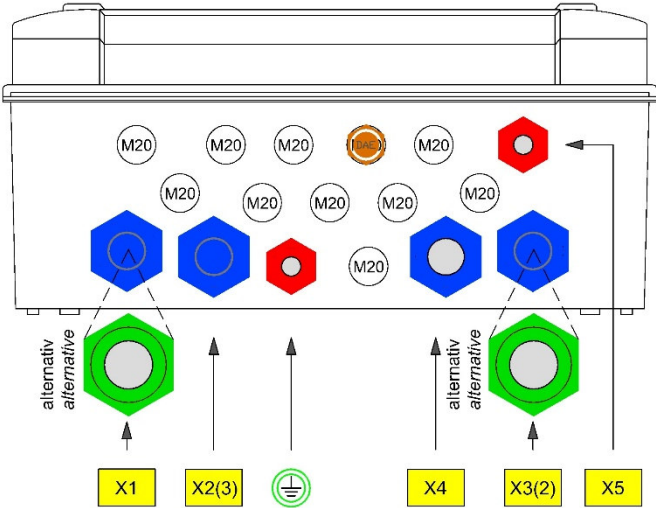 M20
M20
M20
DAE
M20
M20
M20
M20
M20
M20
M20
alternativ
alternative
alternativ
alternative
X1
X2(3)
X4
X3(2)
X5